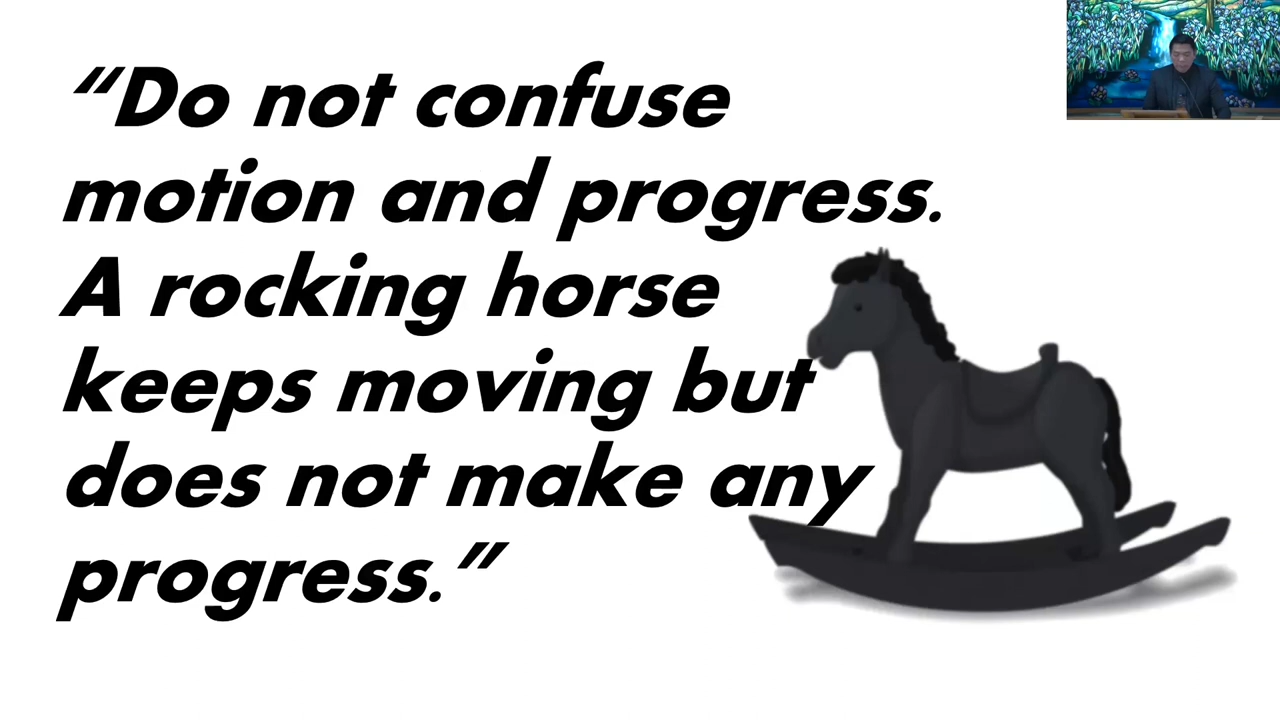 “Do not confuse
motion and progress.
A rocking horse
keeps moving but
does not make any
progress.”